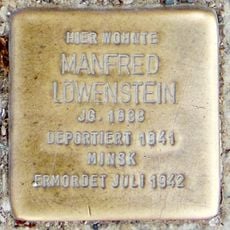 HIER WOHNTE
MANFRED
LÖWENSTEIN
JG. 1938
DEPORTIERT 1941
MINSK
ERMORDET JULI 1942